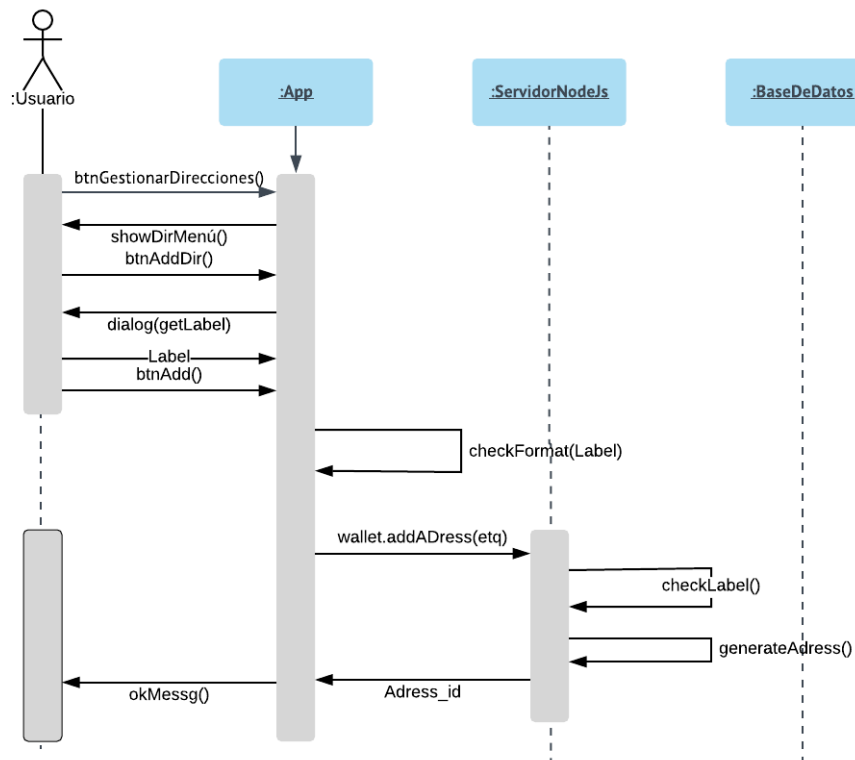 :Usuario
:App
:ServidorNodeJs
:BaseDeDatos
btnGestionarDirecciones()
showDirMenú()
btnAddDir()
dialog(getLabel)
Label
btnAdd()
checkFormat(Label)
wallet.addADress(etq)
checkLabel()
generateAdress()
Adress_id
okMessg()